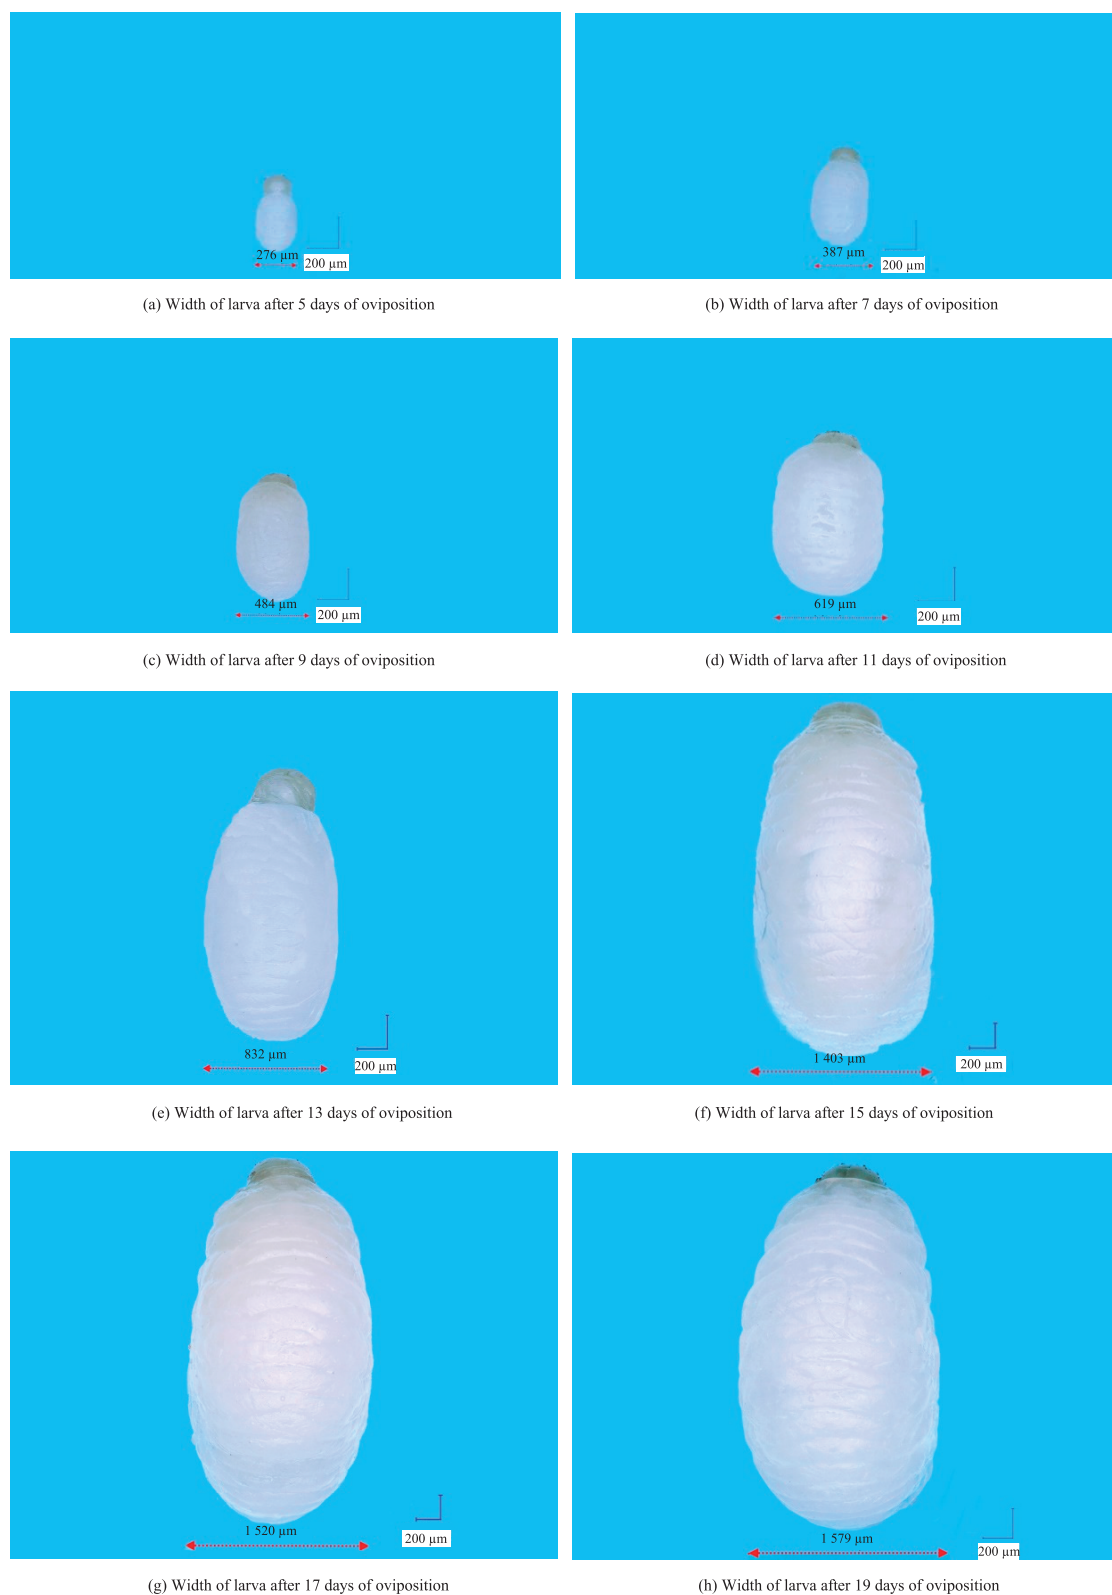 276 µm
200 µm
(a) Width of larva after 5 days of oviposition
387 µm
200 µm
(b) Width of larva after 7 days of oviposition
484 µm
200 µm
(c) Width of larva after 9 days of oviposition
619 µm
200 µm
(d) Width of larva after 11 days of oviposition
832 µm
200 µm
(e) Width of larva after 13 days of oviposition
1 403 µm
200 µm
(f) Width of larva after 15 days of oviposition
1 520 µm
200 µm
(g) Width of larva after 17 days of oviposition
1 579 µm
200 µm
(h) Width of larva after 19 days of oviposition